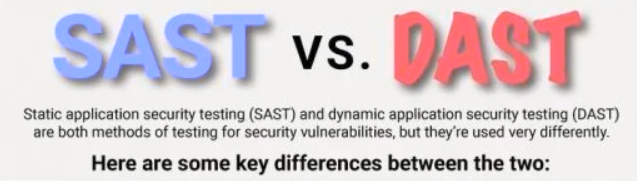 SAST vs. DAST
Static application security testing (SAST) and dynamic application security testing (DAST)
are both methods of testing for security vulnerabilities, but they're used very differently.
Here are some key differences between the two: